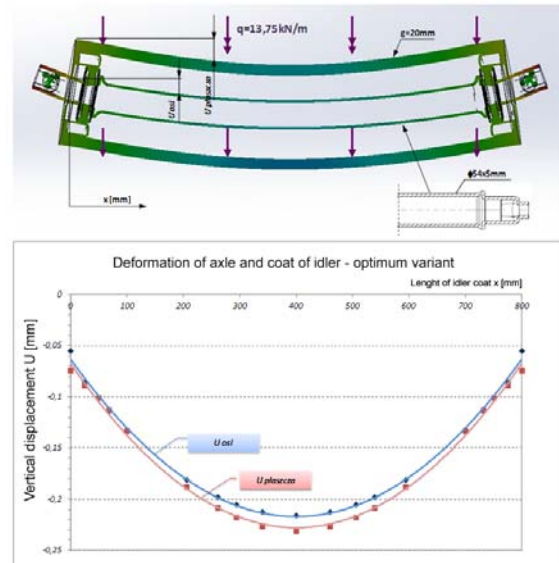 q=13,75kN/m
g=20mm
U osi
U płaszcza
x [mm]
ϕ54x5mm
Deformation of axle and coat of idler - optimum variant
Lenght of idler coat x [mm]
0 100 200 300 400 500 600 700 800
0
-0,05
-0,1
-0,15
-0,2
-0,25
Vertical displacement U [mm]
U osi
U płaszcza